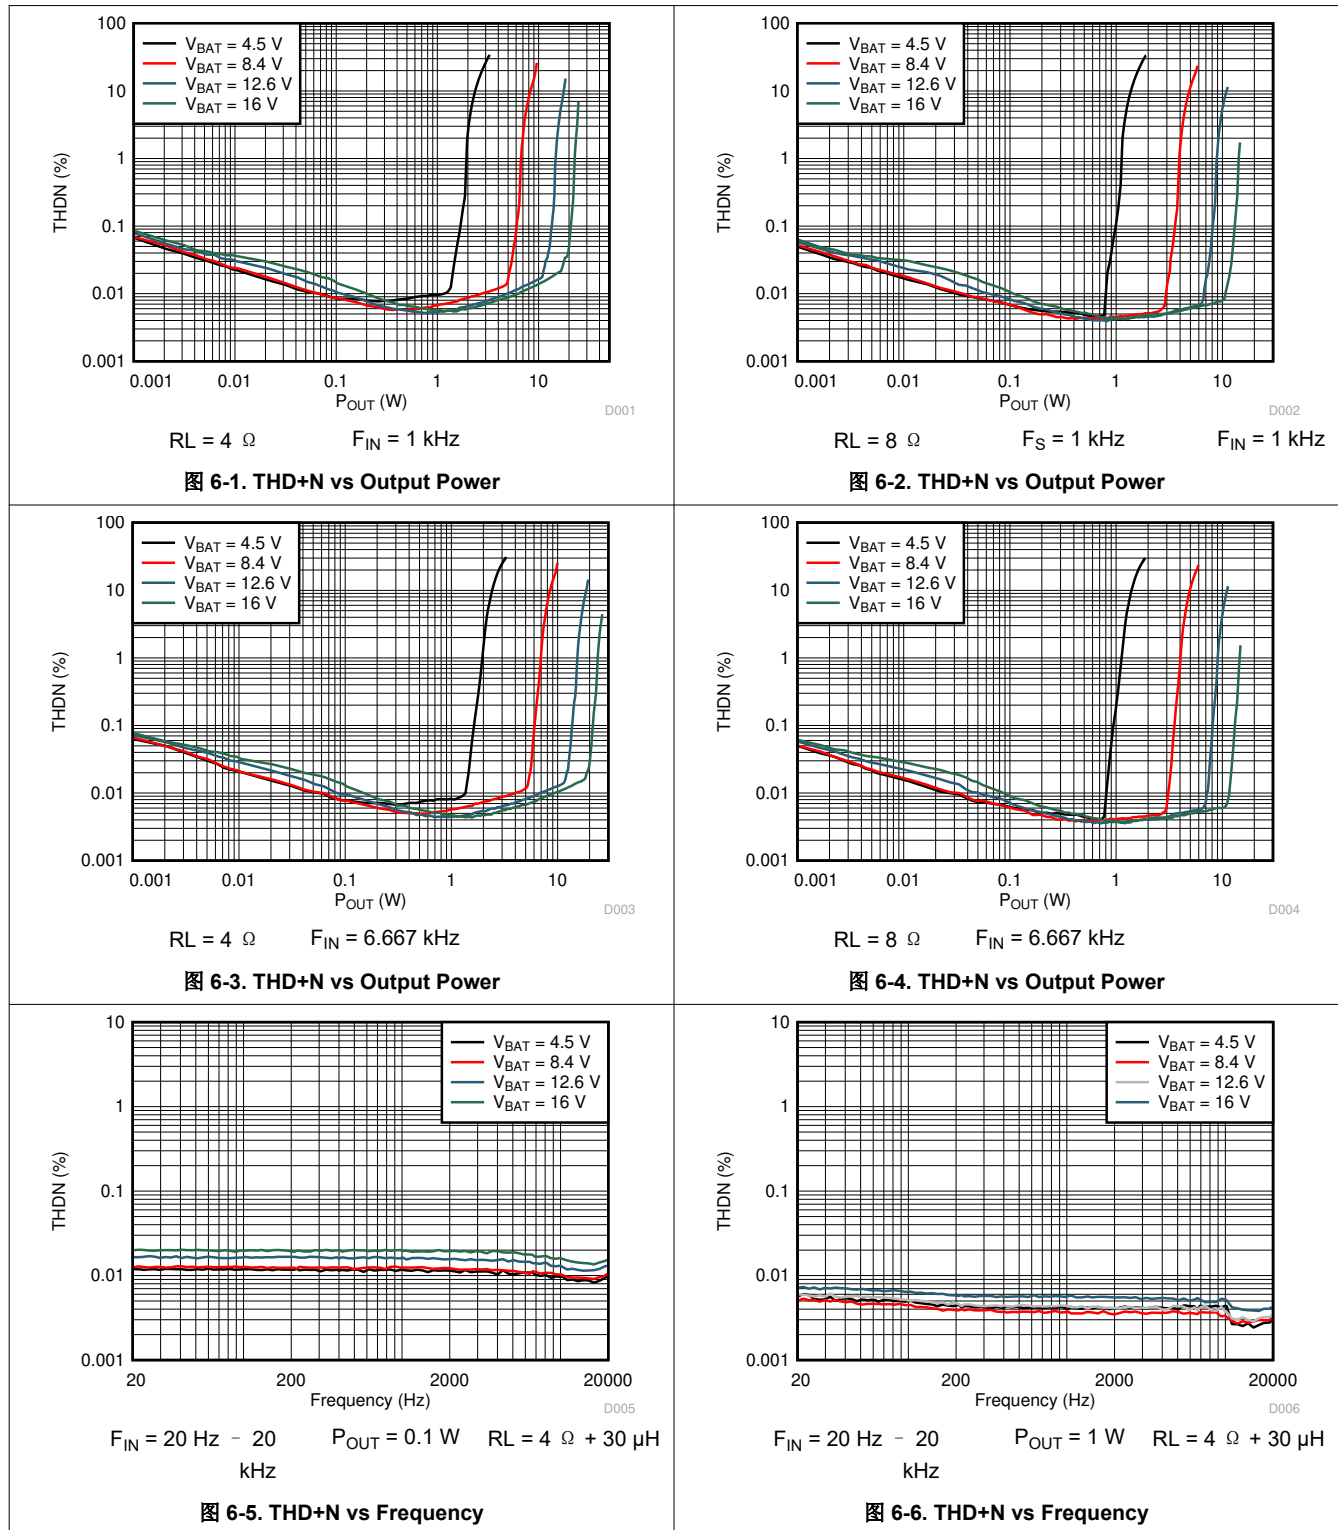 100
10
1
0.1
0.01
0.001
THDN (%)
V_BAT = 4.5 V
V_BAT = 8.4 V
V_BAT = 12.6 V
V_BAT = 16 V
0.001 0.01 0.1 1 10
P_OUT (W)
D001
RL = 4 Ω F_IN = 1 kHz
图 6-1. THD+N vs Output Power
100
10
1
0.1
0.01
0.001
THDN (%)
V_BAT = 4.5 V
V_BAT = 8.4 V
V_BAT = 12.6 V
V_BAT = 16 V
0.001 0.01 0.1 1 10
P_OUT (W)
D002
RL = 8 Ω F_S = 1 kHz F_IN = 1 kHz
图 6-2. THD+N vs Output Power
100
10
1
0.1
0.01
0.001
THDN (%)
V_BAT = 4.5 V
V_BAT = 8.4 V
V_BAT = 12.6 V
V_BAT = 16 V
0.001 0.01 0.1 1 10
P_OUT (W)
D003
RL = 4 Ω F_IN = 6.667 kHz
图 6-3. THD+N vs Output Power
100
10
1
0.1
0.01
0.001
THDN (%)
V_BAT = 4.5 V
V_BAT = 8.4 V
V_BAT = 12.6 V
V_BAT = 16 V
0.001 0.01 0.1 1 10
P_OUT (W)
D004
RL = 8 Ω F_IN = 6.667 kHz
图 6-4. THD+N vs Output Power
10
1
0.1
0.01
0.001
THDN (%)
V_BAT = 4.5 V
V_BAT = 8.4 V
V_BAT = 12.6 V
V_BAT = 16 V
20 200 2000 20000
Frequency (Hz)
D005
F_IN = 20 Hz - 20 P_OUT = 0.1 W RL = 4 Ω + 30 µH
kHz
图 6-5. THD+N vs Frequency
10
1
0.1
0.01
0.001
THDN (%)
V_BAT = 4.5 V
V_BAT = 8.4 V
V_BAT = 12.6 V
V_BAT = 16 V
20 200 2000 20000
Frequency (Hz)
D006
F_IN = 20 Hz - 20 P_OUT = 1 W RL = 4 Ω + 30 µH
kHz
图 6-6. THD+N vs Frequency